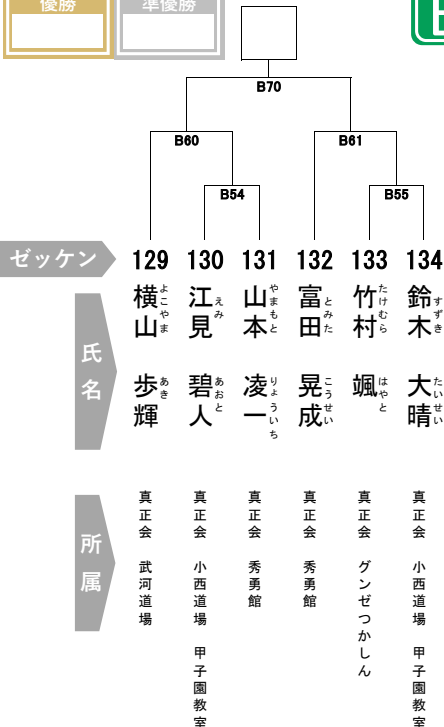 優勝
準優勝
B70
B60
B61
B54
B55
ゼッケン
129 130 131 132 133 134
氏名
横山 歩輝
よこやま あき
江見 碧人
えみ あおと
山本 凌一
やまもと りょういち
富田 晃成
とみた こうせい
竹村 颯
たけむら はやと
鈴木 大晴
すずき たいせい
所属
真正会 武河道場
真正会 小西道場 甲子園教室
真正会 秀勇館
真正会 秀勇館
真正会 グンゼつかしん
真正会 小西道場 甲子園教室